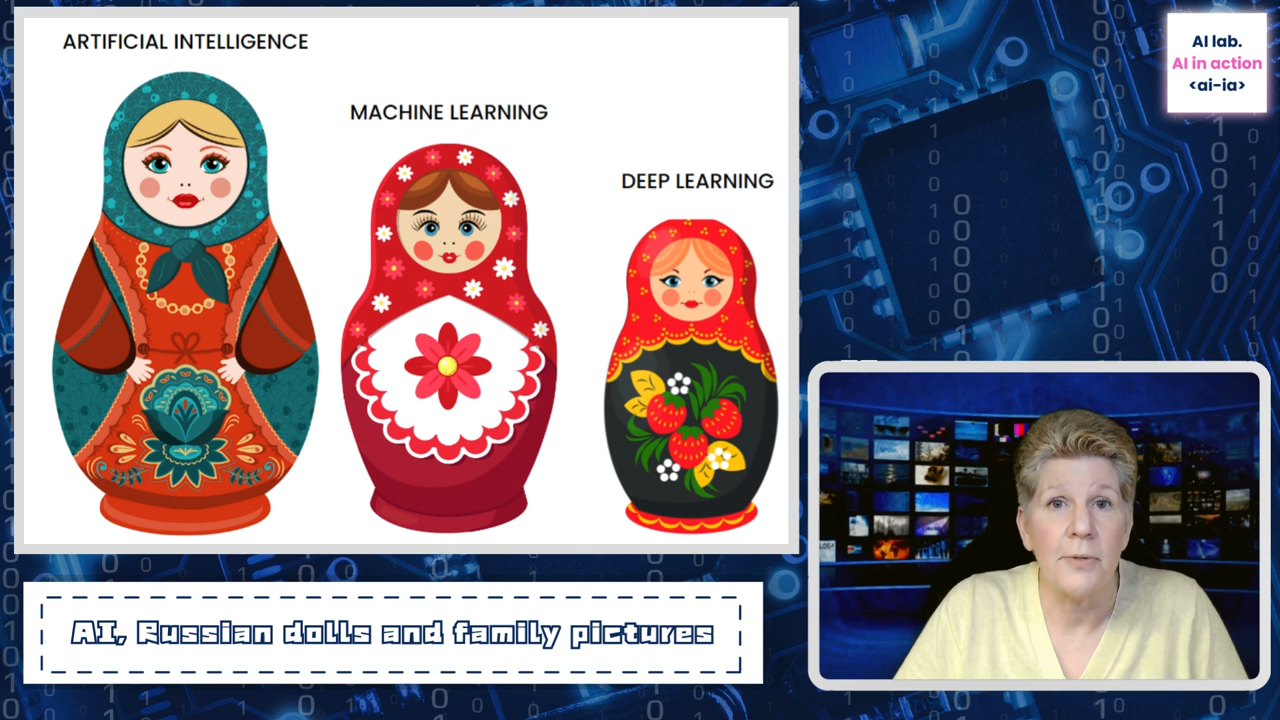 ARTIFICIAL INTELLIGENCE
MACHINE LEARNING
DEEP LEARNING
AI lab.
AI in action
<ai-ia>
AI, Russian dolls and family pictures